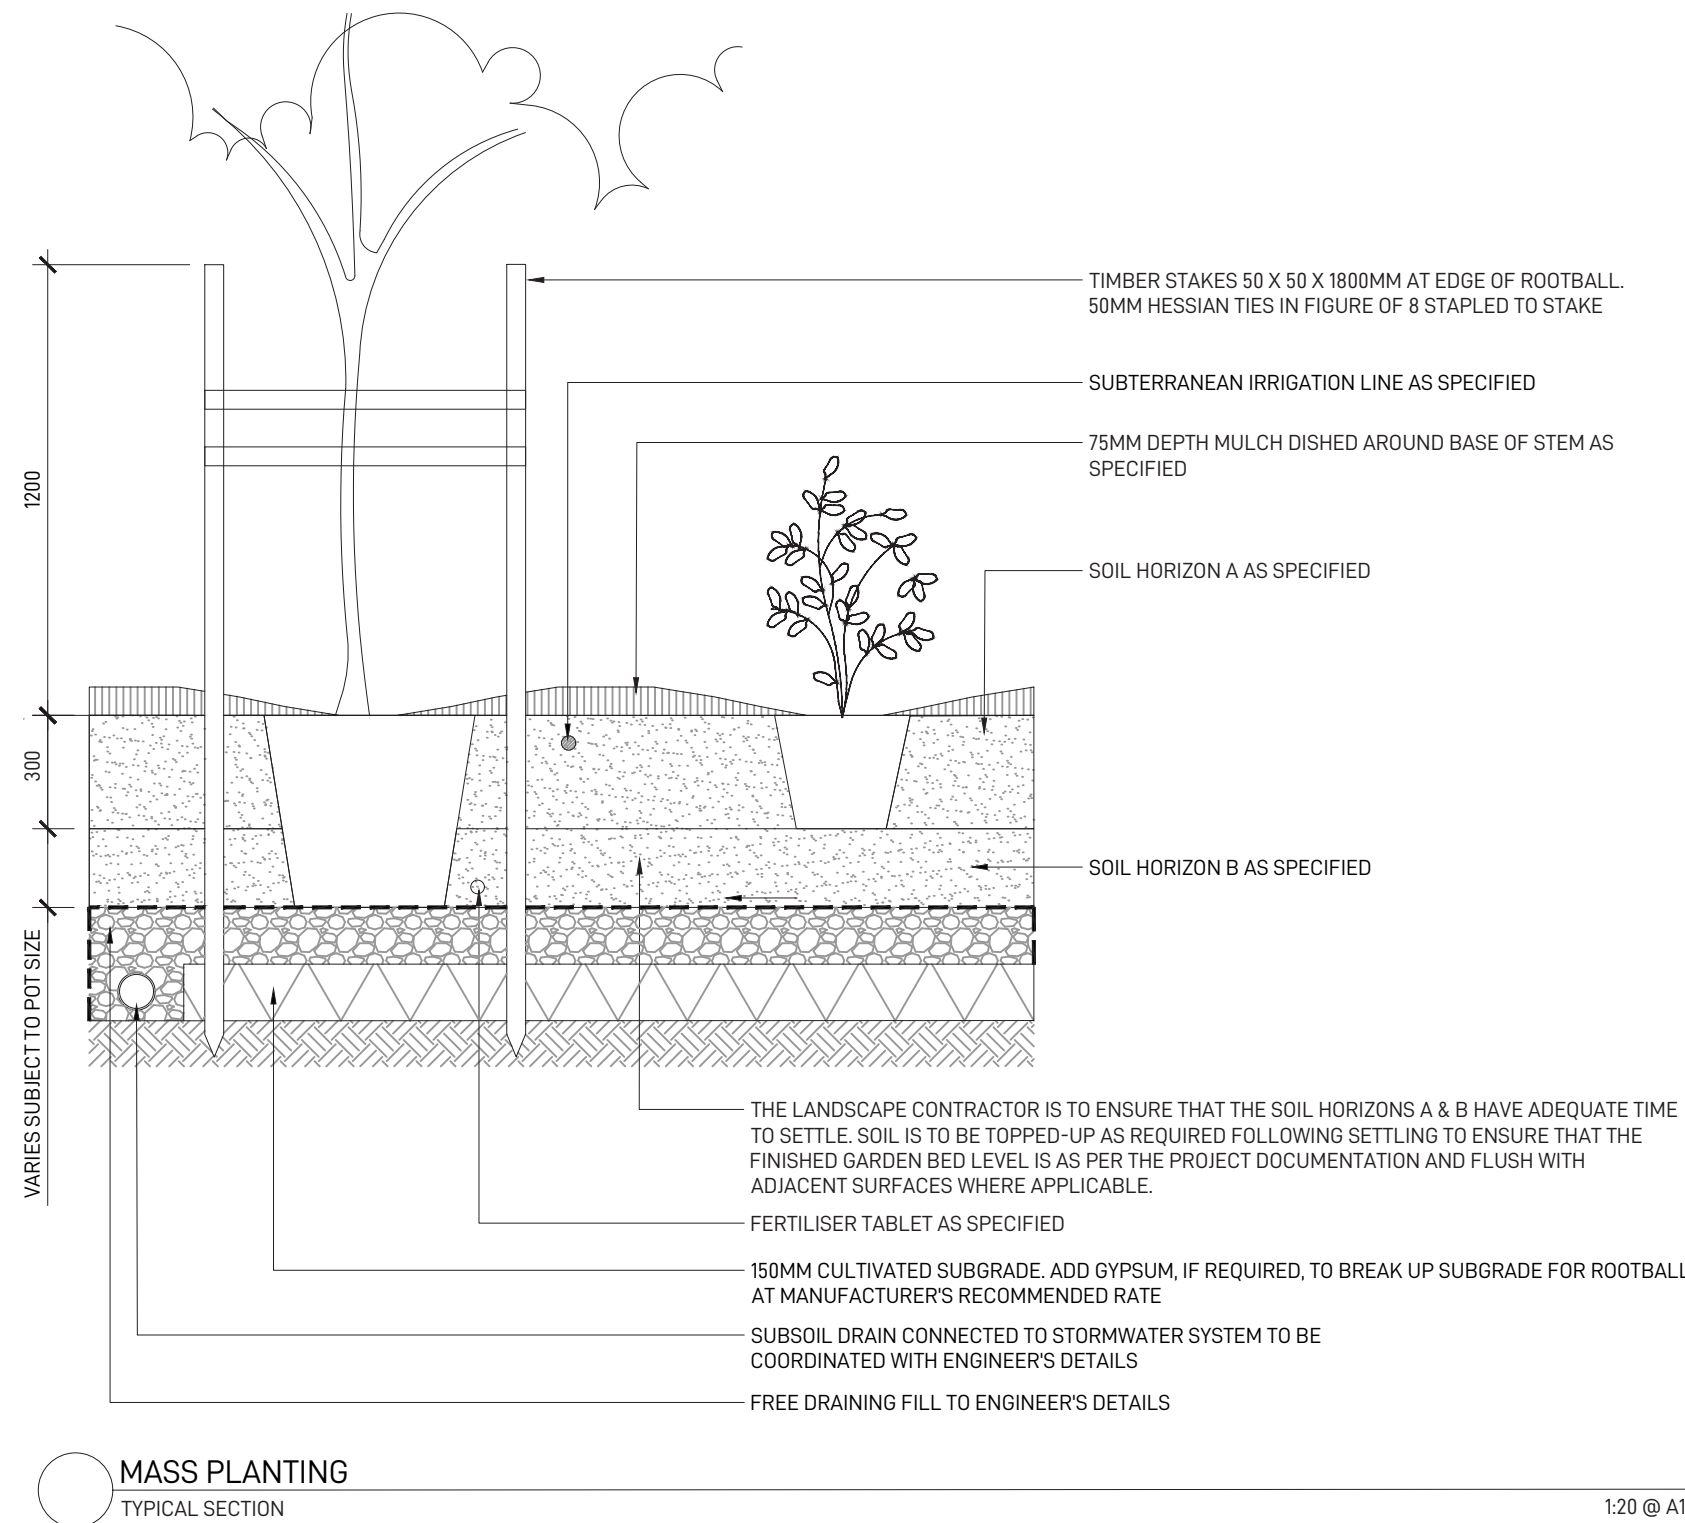 TIMBER STAKES 50 X 50 X 1800MM AT EDGE OF ROOTBALL.
50MM HESSIAN TIES IN FIGURE OF 8 STAPLED TO STAKE
SUBTERRANEAN IRRIGATION LINE AS SPECIFIED
75MM DEPTH MULCH DISHED AROUND BASE OF STEM AS
SPECIFIED
1200
SOIL HORIZON A AS SPECIFIED
300
SOIL HORIZON B AS SPECIFIED
VARIES SUBJECT TO POT SIZE
THE LANDSCAPE CONTRACTOR IS TO ENSURE THAT THE SOIL HORIZONS A & B HAVE ADEQUATE TIME
TO SETTLE. SOIL IS TO BE TOPPED-UP AS REQUIRED FOLLOWING SETTLING TO ENSURE THAT THE
FINISHED GARDEN BED LEVEL IS AS PER THE PROJECT DOCUMENTATION AND FLUSH WITH
ADJACENT SURFACES WHERE APPLICABLE.
FERTILISER TABLET AS SPECIFIED
150MM CULTIVATED SUBGRADE. ADD GYPSUM, IF REQUIRED, TO BREAK UP SUBGRADE FOR ROOTBALL
AT MANUFACTURER'S RECOMMENDED RATE
SUBSOIL DRAIN CONNECTED TO STORMWATER SYSTEM TO BE
COORDINATED WITH ENGINEER'S DETAILS
FREE DRAINING FILL TO ENGINEER'S DETAILS
MASS PLANTING
TYPICAL SECTION
1:20 @ A1